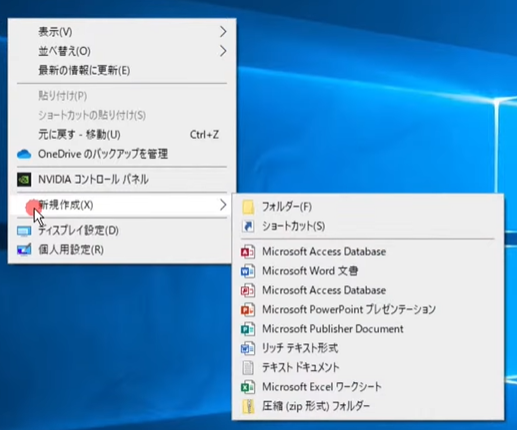 表示(V)
並べ替え(O)
最新の情報に更新(E)
貼り付け(P)
ショートカットの貼り付け(S)
元に戻す - 移動(U) Ctrl+Z
OneDrive のバックアップを管理
NVIDIA コントロール パネル
新規作成(X)
ディスプレイ設定(D)
個人用設定(R)
フォルダー(F)
ショートカット(S)
Microsoft Access Database
Microsoft Word 文書
Microsoft Access Database
Microsoft PowerPoint プレゼンテーション
Microsoft Publisher Document
リッチ テキスト形式
テキスト ドキュメント
Microsoft Excel ワークシート
圧縮 (zip 形式) フォルダー